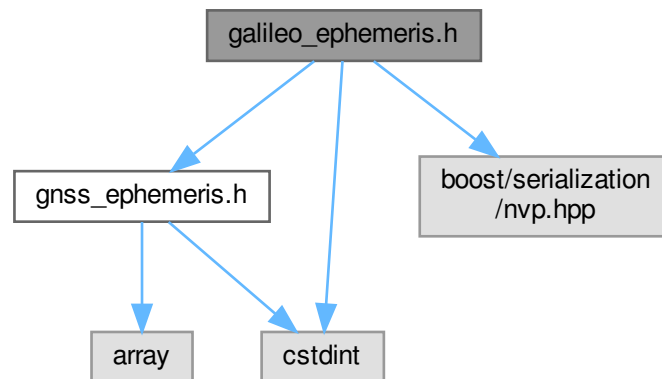 galileo_ephemeris.h
gnss_ephemeris.h
boost/serialization
/nvp.hpp
array
cstdint